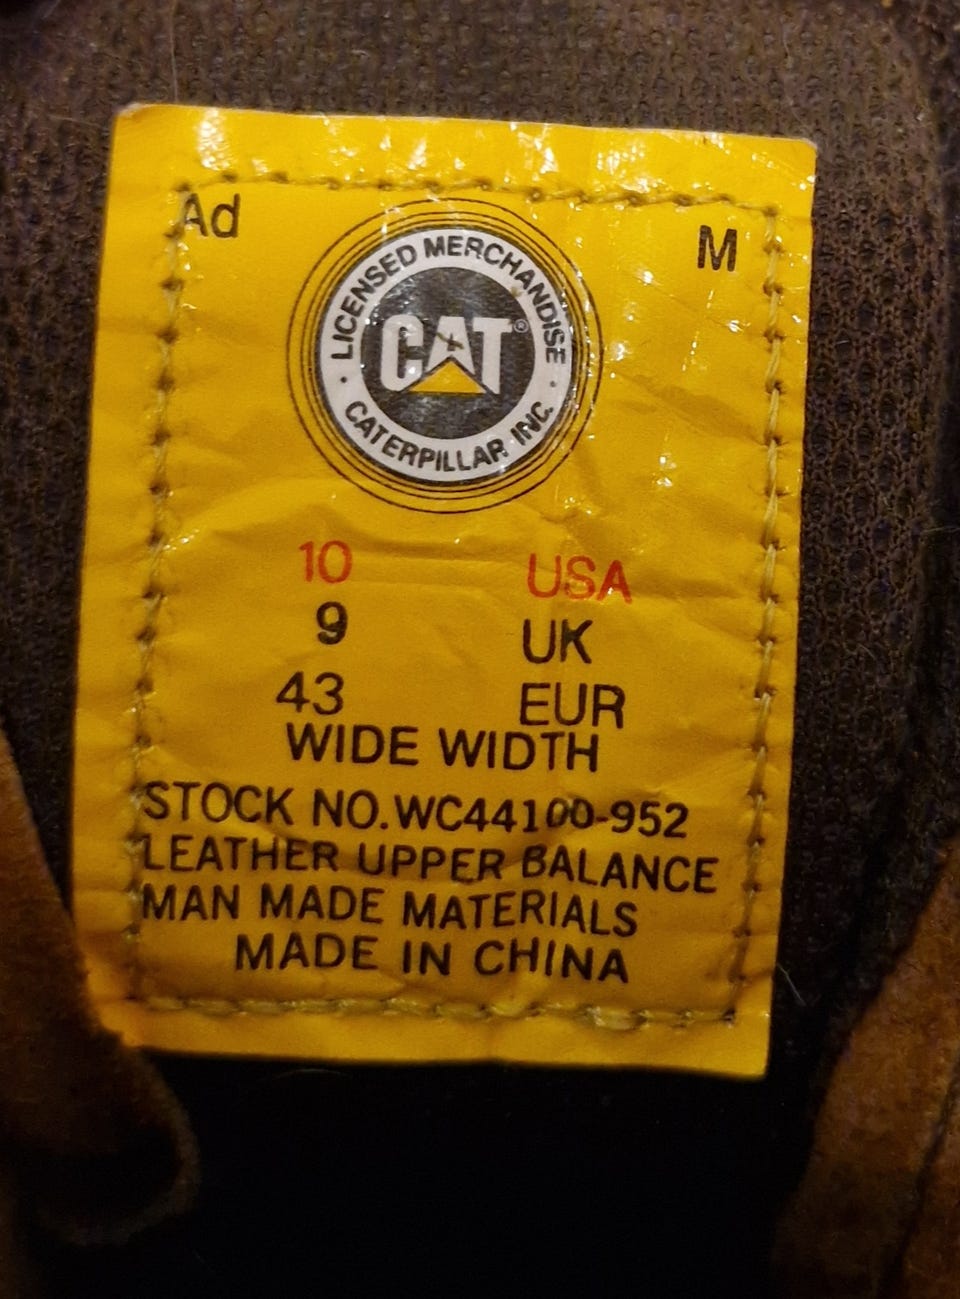 Ad
M
LICENSED MERCHANDISE
CAT®
· CATERPILLAR INC. ·
10 USA
9 UK
43 EUR
WIDE WIDTH
STOCK NO.WC44100-952
LEATHER UPPER BALANCE
MAN MADE MATERIALS
MADE IN CHINA